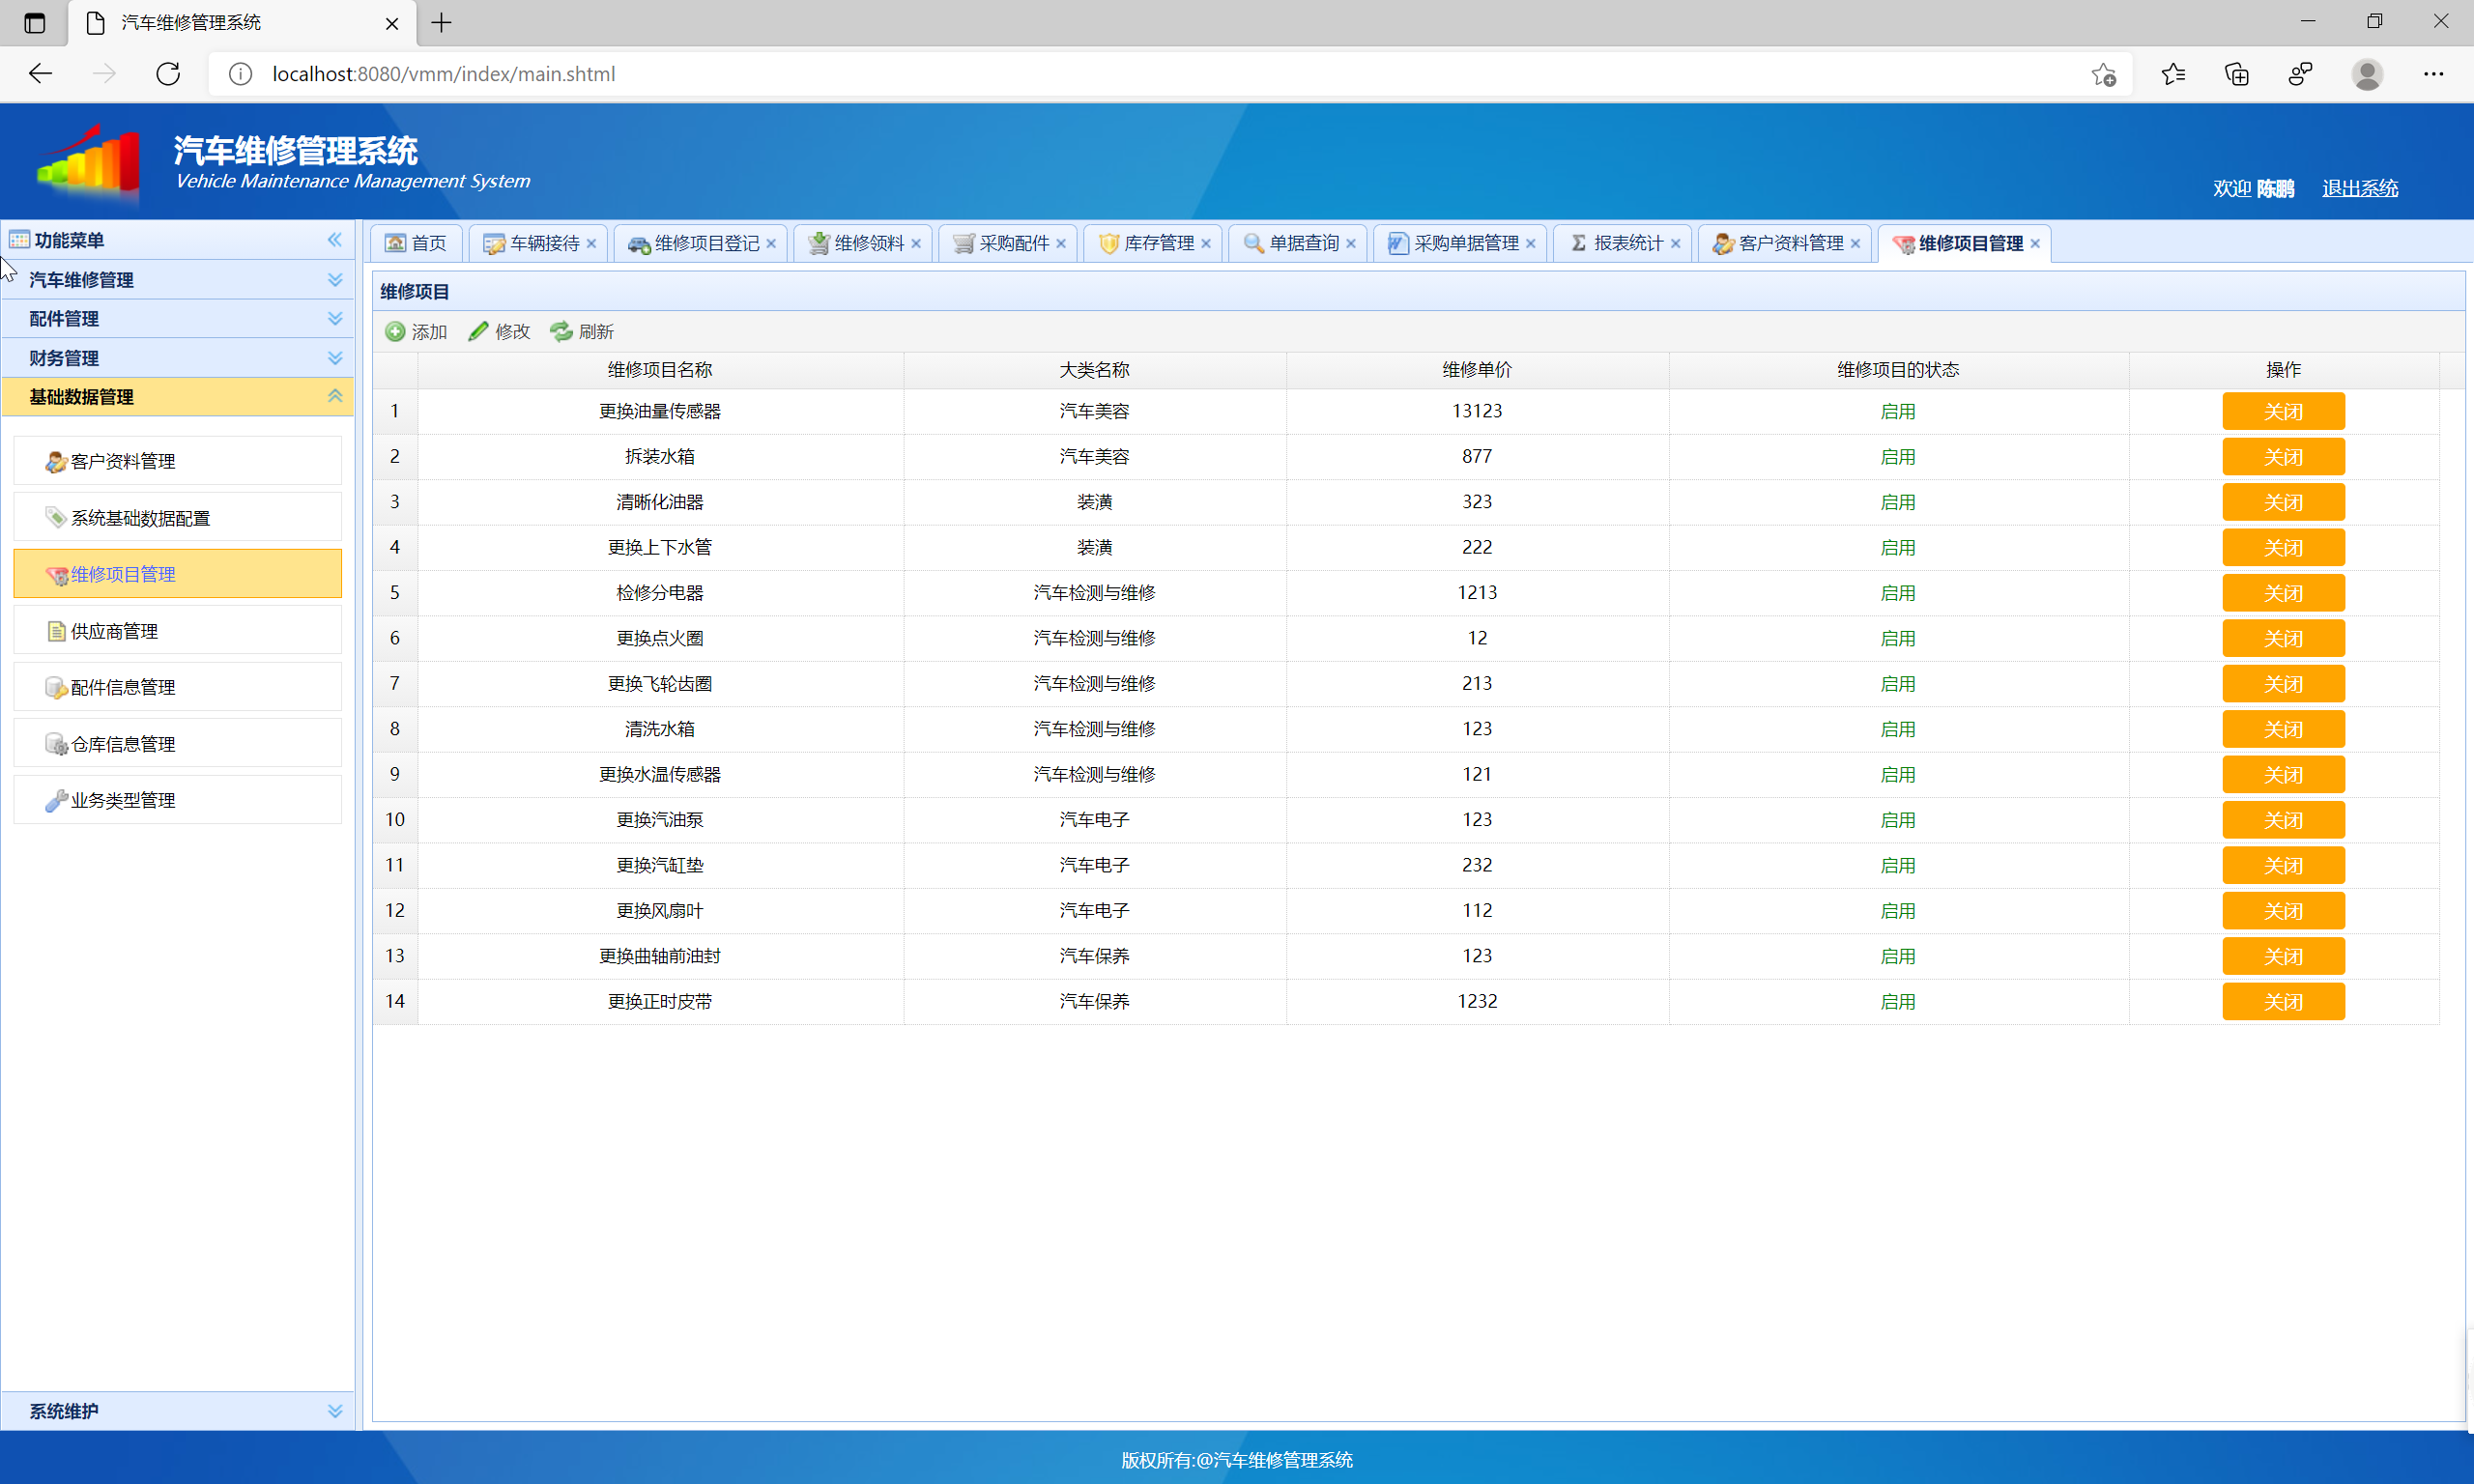 汽车维修管理系统
localhost:8080/vmm/index/main.shtml
汽车维修管理系统
Vehicle Maintenance Management System
欢迎 陈鹏 退出系统
功能菜单
汽车维修管理
配件管理
财务管理
基础数据管理
客户资料管理
系统基础数据配置
维修项目管理
供应商管理
配件信息管理
仓库信息管理
业务类型管理
系统维护
首页 车辆接待 维修项目登记 维修领料 采购配件 库存管理 单据查询 采购单据管理 报表统计 客户资料管理 维修项目管理
维修项目
添加 修改 刷新
维修项目名称 大类名称 维修单价 维修项目的状态 操作
1 更换油量传感器 汽车美容 13123 启用 关闭
2 拆装水箱 汽车美容 877 启用 关闭
3 清晰化油器 装潢 323 启用 关闭
4 更换上下水管 装潢 222 启用 关闭
5 检修分电器 汽车检测与维修 1213 启用 关闭
6 更换点火圈 汽车检测与维修 12 启用 关闭
7 更换飞轮齿圈 汽车检测与维修 213 启用 关闭
8 清洗水箱 汽车检测与维修 123 启用 关闭
9 更换水温传感器 汽车检测与维修 121 启用 关闭
10 更换汽油泵 汽车电子 123 启用 关闭
11 更换汽缸垫 汽车电子 232 启用 关闭
12 更换风扇叶 汽车电子 112 启用 关闭
13 更换曲轴前油封 汽车保养 123 启用 关闭
14 更换正时皮带 汽车保养 1232 启用 关闭
版权所有:@汽车维修管理系统